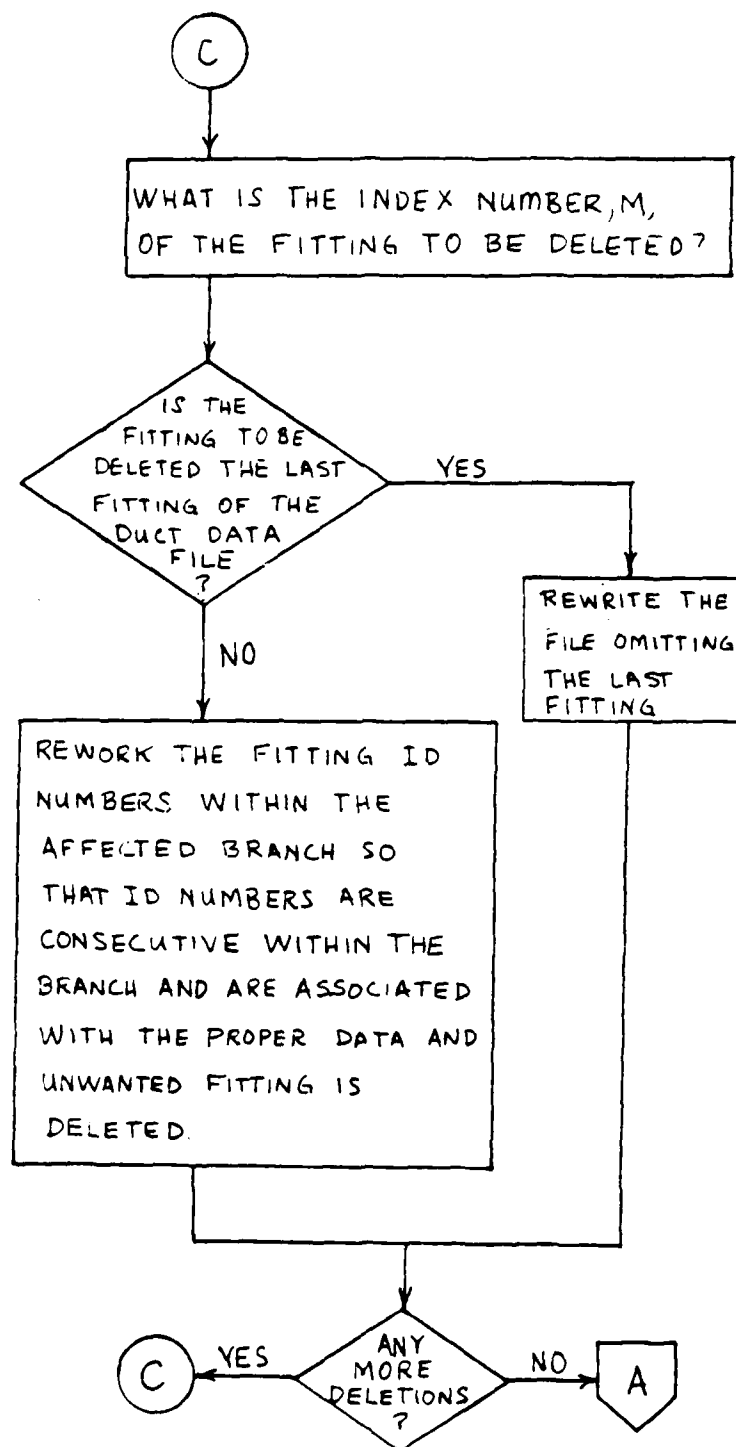 C
WHAT IS THE INDEX NUMBER, M,
OF THE FITTING TO BE DELETED?
IS THE
FITTING TO BE
DELETED THE LAST
FITTING OF THE
DUCT DATA
FILE
?
YES
NO
REWRITE THE
FILE OMITTING
THE LAST
FITTING
REWORK THE FITTING ID
NUMBERS WITHIN THE
AFFECTED BRANCH SO
THAT ID NUMBERS ARE
CONSECUTIVE WITHIN THE
BRANCH AND ARE ASSOCIATED
WITH THE PROPER DATA AND
UNWANTED FITTING IS
DELETED.
ANY
MORE
DELETIONS
?
YES
C
NO
A